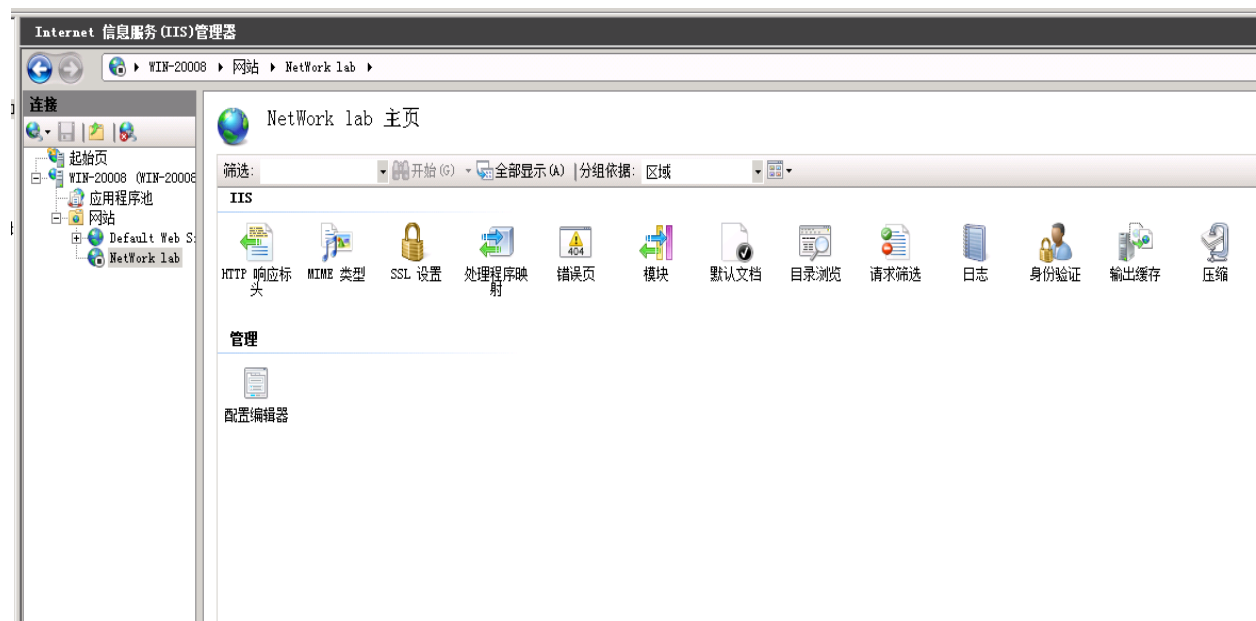 Internet 信息服务(IIS)管理器
WIN-20008 网站 NetWork lab
连接
起始页
WIN-20008 (WIN-20008
应用程序池
网站
Default Web S
NetWork lab
NetWork lab 主页
筛选: 开始(G) 全部显示(A) 分组依据: 区域
IIS
HTTP 响应标头
MIME 类型
SSL 设置
处理程序映射
错误页
404
模块
默认文档
目录浏览
请求筛选
日志
身份验证
输出缓存
压缩
管理
配置编辑器